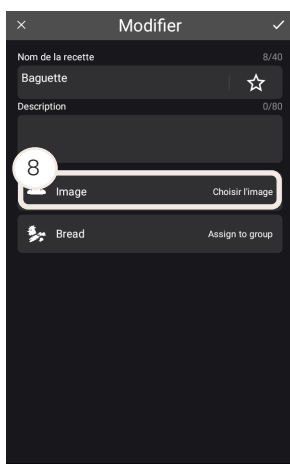 Modifier
Nom de la recette 8/40
Baguette
Description 0/80
8
Image Choisir l'image
Bread Assign to group